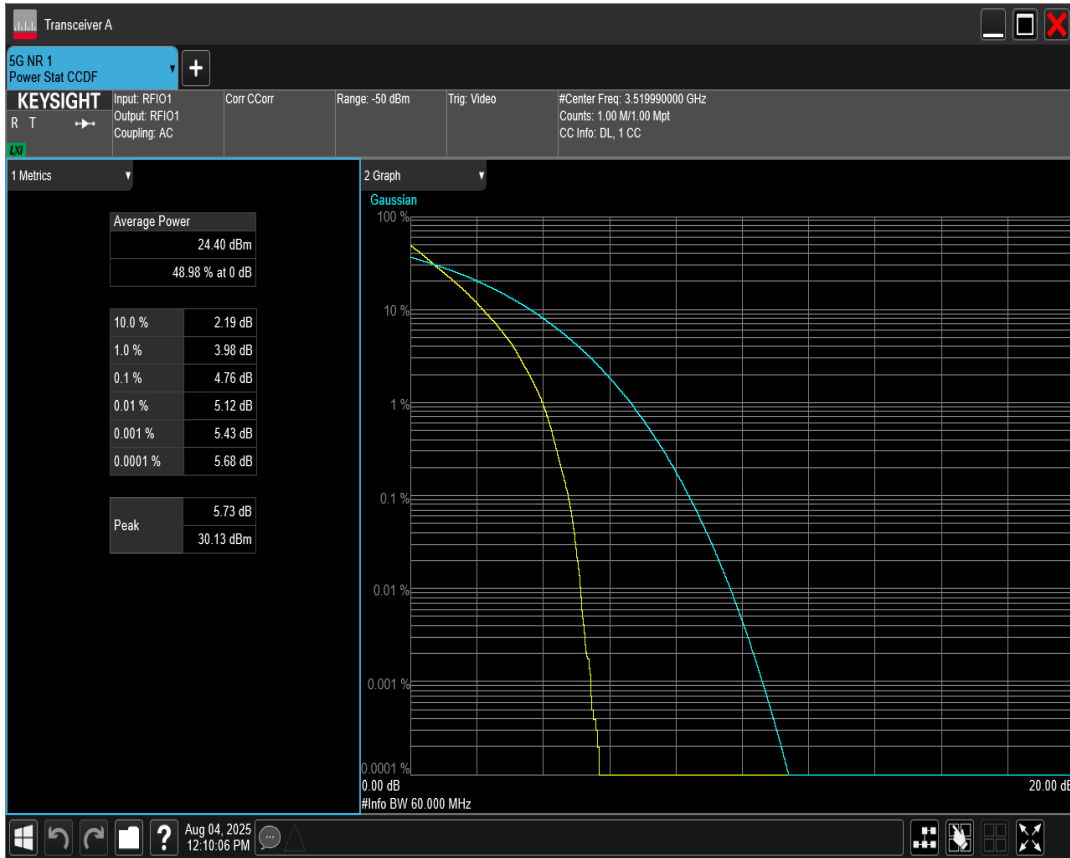 Transceiver A
5G NR 1
Power Stat CCDF
+
KEYSIGHT
R T
LXI
Input: RFIO1
Output: RFIO1
Coupling: AC
Corr CCorr
Range: -50 dBm
Trig: Video
#Center Freq: 3.519990000 GHz
Counts: 1.00 M/1.00 Mpt
CC Info: DL, 1 CC
1 Metrics
Average Power
24.40 dBm
48.98 % at 0 dB
10.0 % 2.19 dB
1.0 % 3.98 dB
0.1 % 4.76 dB
0.01 % 5.12 dB
0.001 % 5.43 dB
0.0001 % 5.68 dB
Peak 5.73 dB
30.13 dBm
2 Graph
Gaussian
100 %
10 %
1 %
0.1 %
0.01 %
0.001 %
0.0001 %
0.00 dB 20.00 dB
#Info BW 60.000 MHz
?
Aug 04, 2025
12:10:06 PM